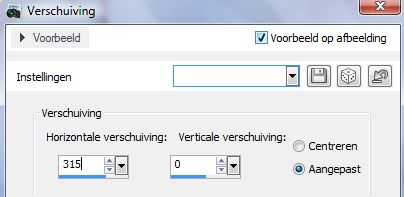 Verschuiving
Voorbeeld
Voorbeeld op afbeelding
Instellingen
Verschuiving
Horizontale verschuiving: Verticale verschuiving:
Centreren
315 0
Aangepast